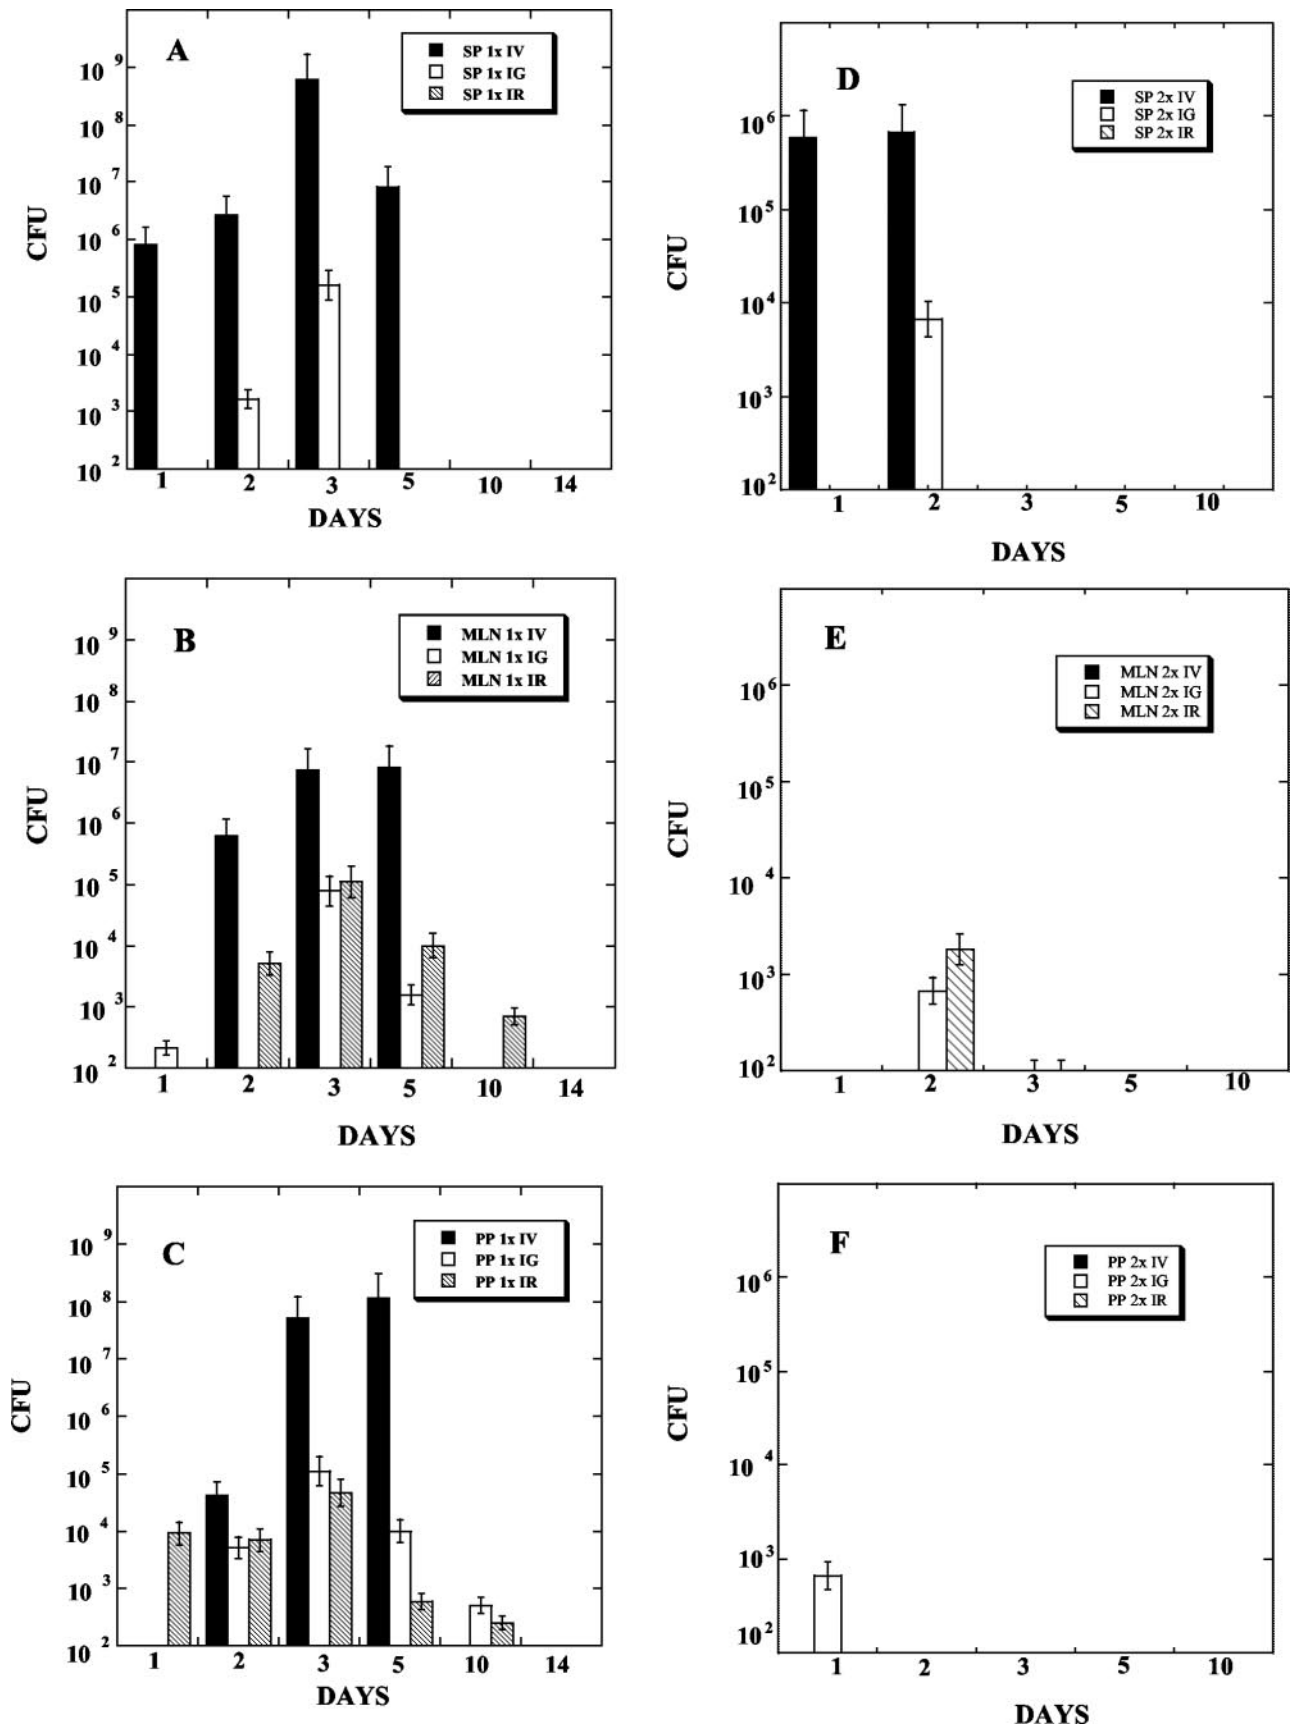 A
SP 1x IV
SP 1x IG
SP 1x IR
10 9
10 8
10 7
10 6
10 5
10 4
10 3
10 2
CFU
1 2 3 5 10 14
DAYS
B
MLN 1x IV
MLN 1x IG
MLN 1x IR
10 9
10 8
10 7
10 6
10 5
10 4
10 3
10 2
CFU
1 2 3 5 10 14
DAYS
C
PP 1x IV
PP 1x IG
PP 1x IR
10 9
10 8
10 7
10 6
10 5
10 4
10 3
10 2
CFU
1 2 3 5 10 14
DAYS
D
SP 2x IV
SP 2x IG
SP 2x IR
10 6
10 5
10 4
10 3
10 2
CFU
1 2 3 5 10
DAYS
E
MLN 2x IV
MLN 2x IG
MLN 2x IR
10 6
10 5
10 4
10 3
10 2
CFU
1 2 3 5 10
DAYS
F
PP 2x IV
PP 2x IG
PP 2x IR
10 6
10 5
10 4
10 3
10 2
CFU
1 2 3 5 10
DAYS